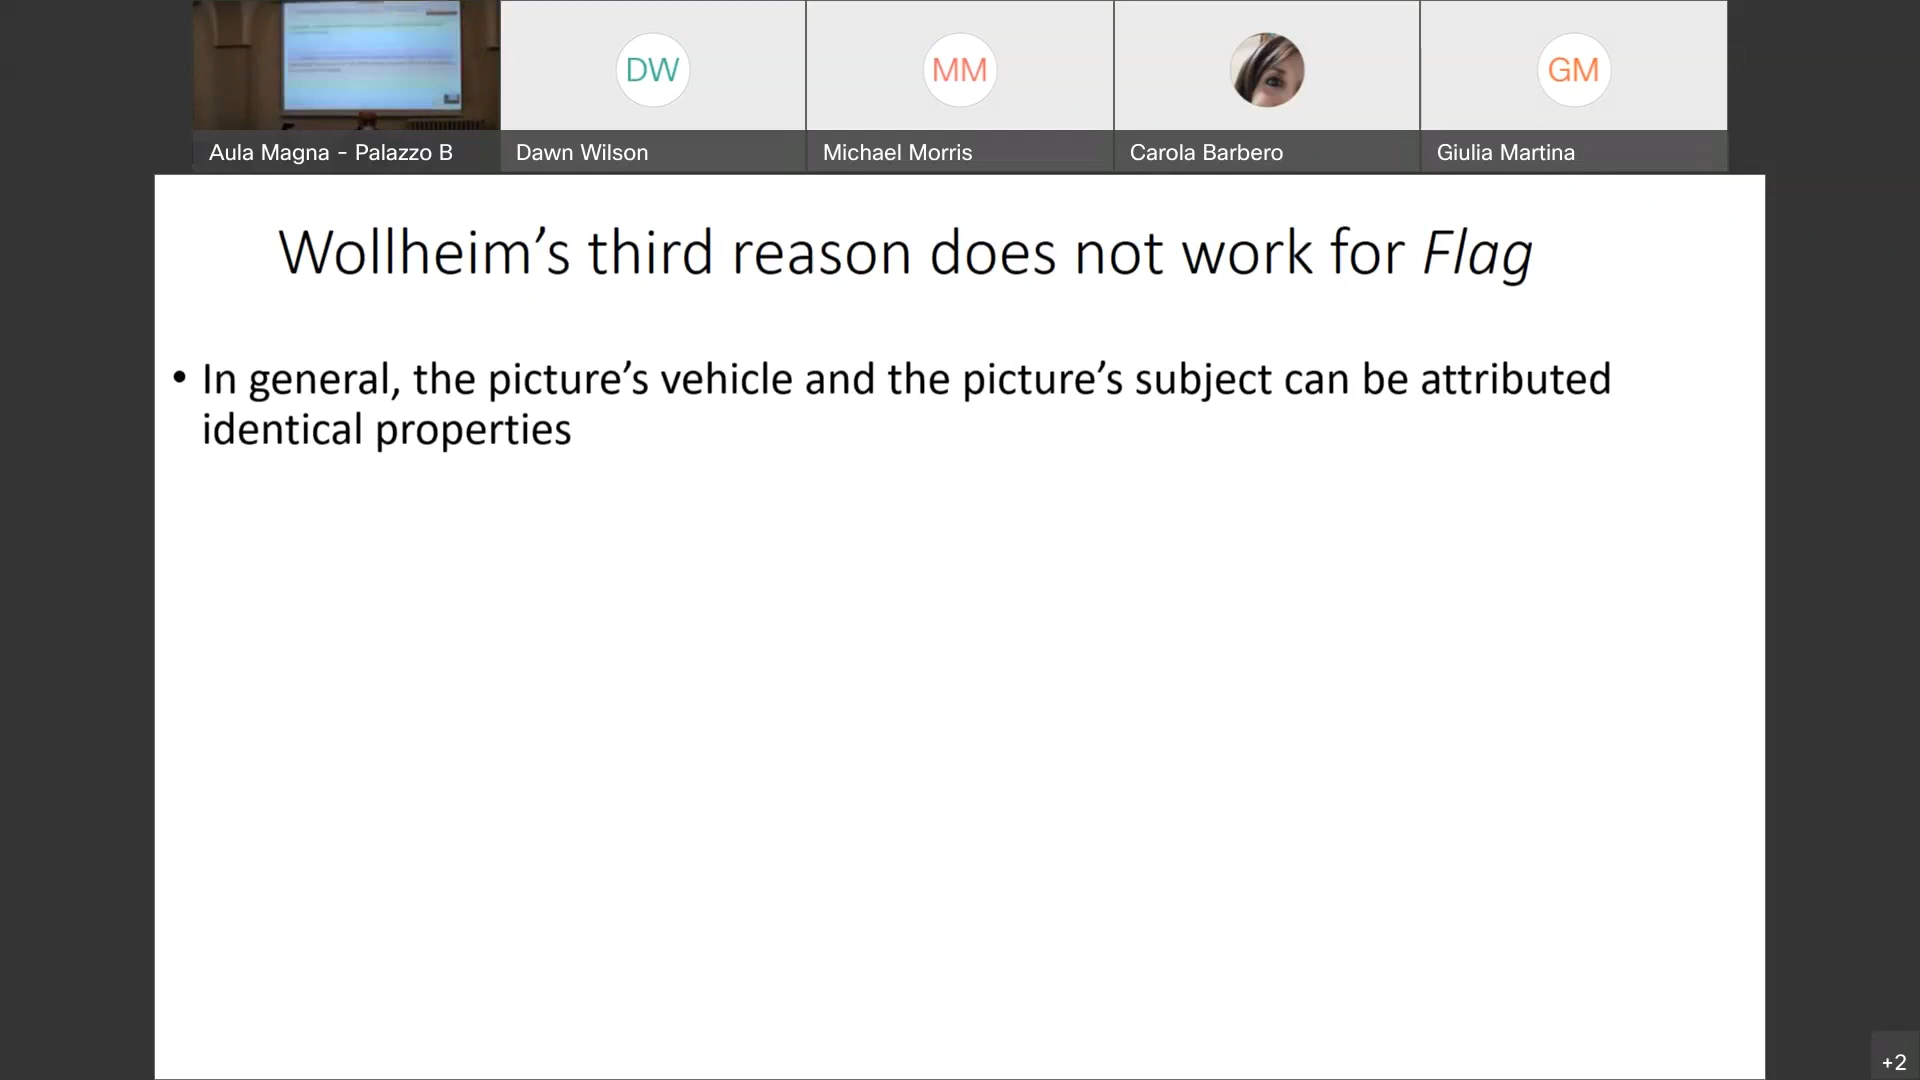 DW
MM
GM
Aula Magna - Palazzo B
Dawn Wilson
Michael Morris
Carola Barbero
Giulia Martina
Wollheim’s third reason does not work for Flag
• In general, the picture’s vehicle and the picture’s subject can be attributed
identical properties
+2